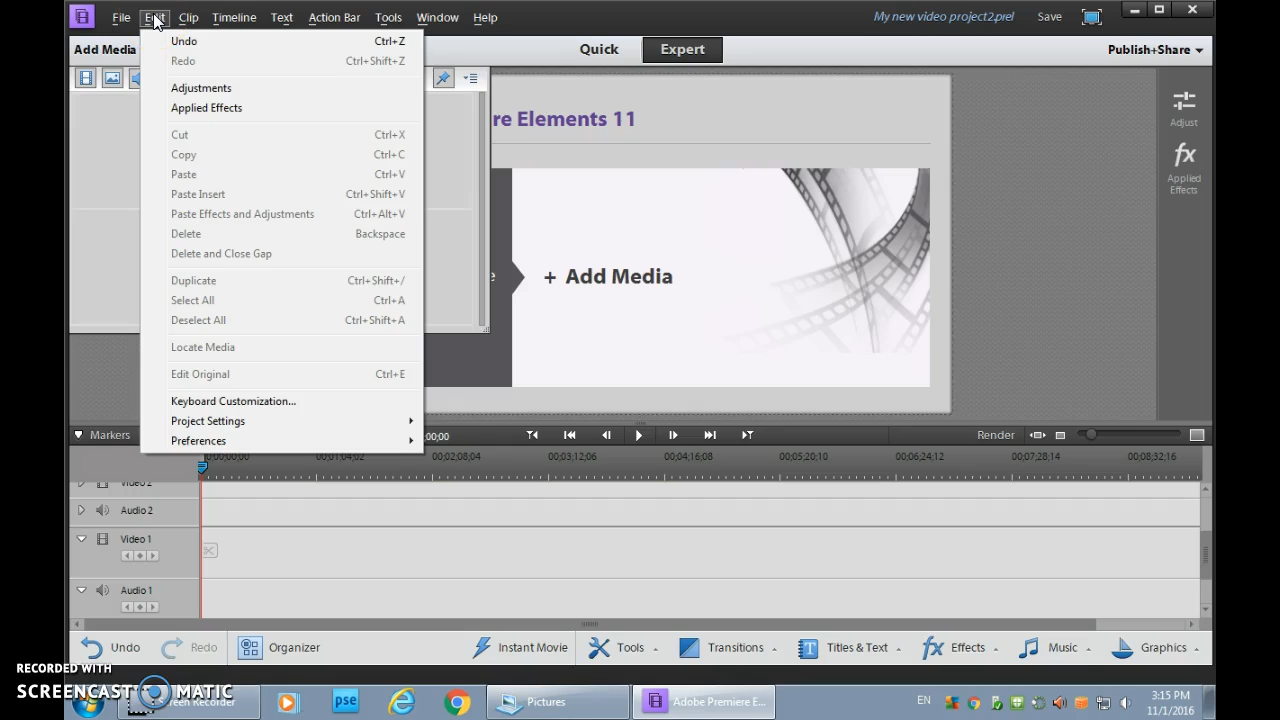 File Edit Clip Timeline Text Action Bar Tools Window Help My new video project2.prel Save
Add Media Quick Expert Publish+Share
Undo Ctrl+Z
Redo Ctrl+Shift+Z
Adjustments
Applied Effects
Cut Ctrl+X
Copy Ctrl+C
Paste Ctrl+V
Paste Insert Ctrl+Shift+V
Paste Effects and Adjustments Ctrl+Alt+V
Delete Backspace
Delete and Close Gap
Duplicate Ctrl+Shift+/
Select All Ctrl+A
Deselect All Ctrl+Shift+A
Locate Media
Edit Original Ctrl+E
Keyboard Customization...
Project Settings
Preferences
re Elements 11
+ Add Media
Adjust
fx
Applied
Effects
Markers 00;00 Render
00;00;00;00 00;01;04;02 00;02;08;04 00;03;12;06 00;04;16;08 00;05;20;10 00;06;24;12 00;07;28;14 00;08;32;16
Video 2
Audio 2
Video 1
Audio 1
Undo Redo Organizer Instant Movie Tools Transitions Titles & Text fx Effects Music Graphics
RECORDED WITH
SCREENCAST MATIC
reen Recorder pse Pictures Adobe Premiere E... EN 3:15 PM
11/1/2016